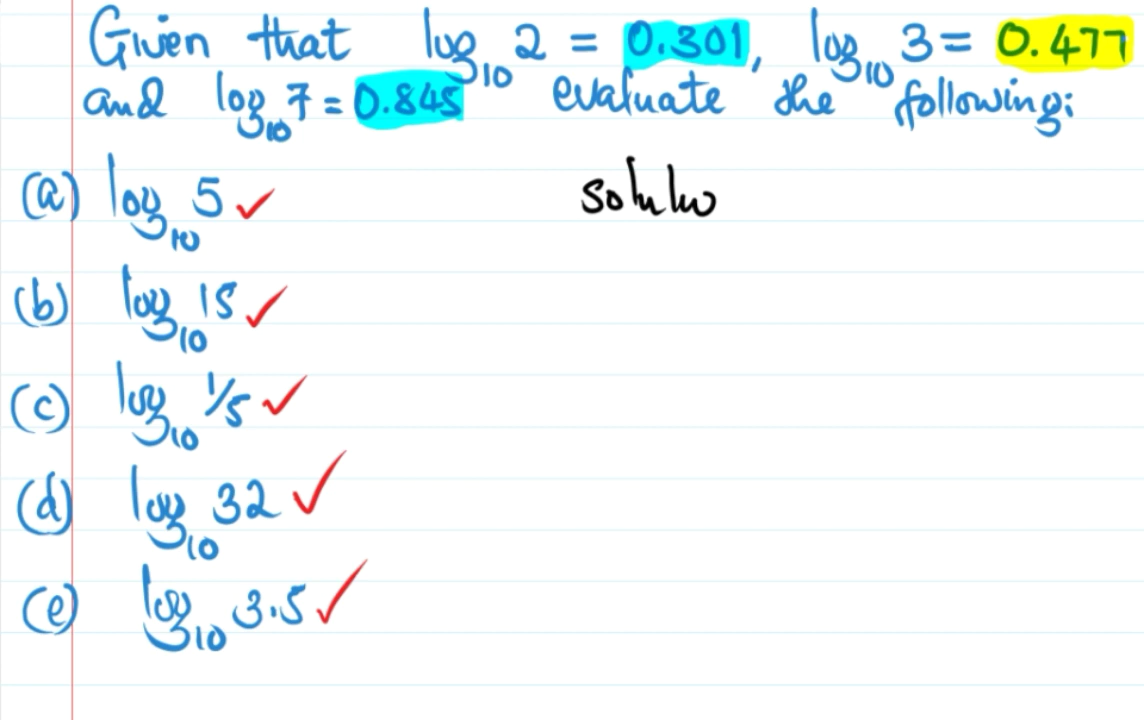 Given that log₁₀ 2 = 0.301, log₁₀ 3 = 0.477
and log₁₀ 7 = 0.845 evaluate the following:
(a) log₁₀ 5 ✓
(b) log₁₀ 15 ✓
(c) log₁₀ 1/5 ✓
(d) log₁₀ 32 ✓
(e) log₁₀ 3.5 ✓